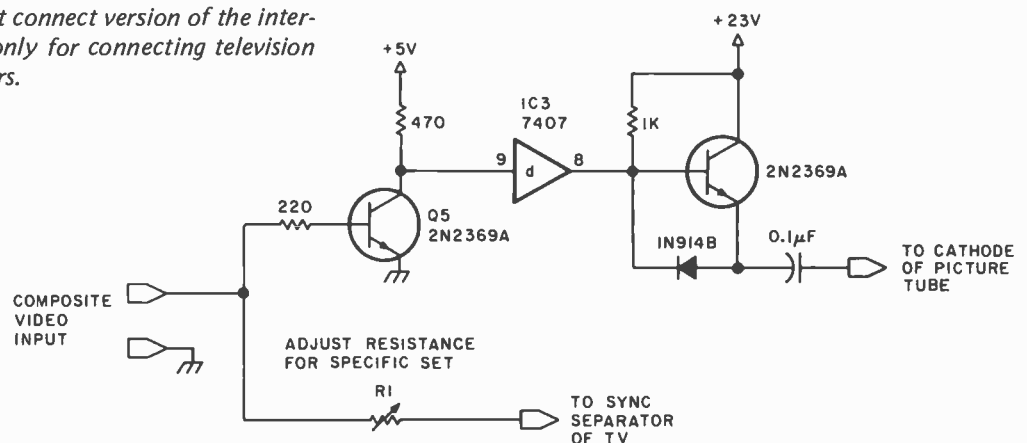 t connect version of the inter-
only for connecting television
rs.
+5V
+23V
470
IC3
7407
9
d
8
1K
2N2369A
220
Q5
2N2369A
1N914B
0.1µF
TO CATHODE
OF PICTURE
TUBE
COMPOSITE
VIDEO
INPUT
ADJUST RESISTANCE
FOR SPECIFIC SET
R1
TO SYNC
SEPARATOR
OF TV